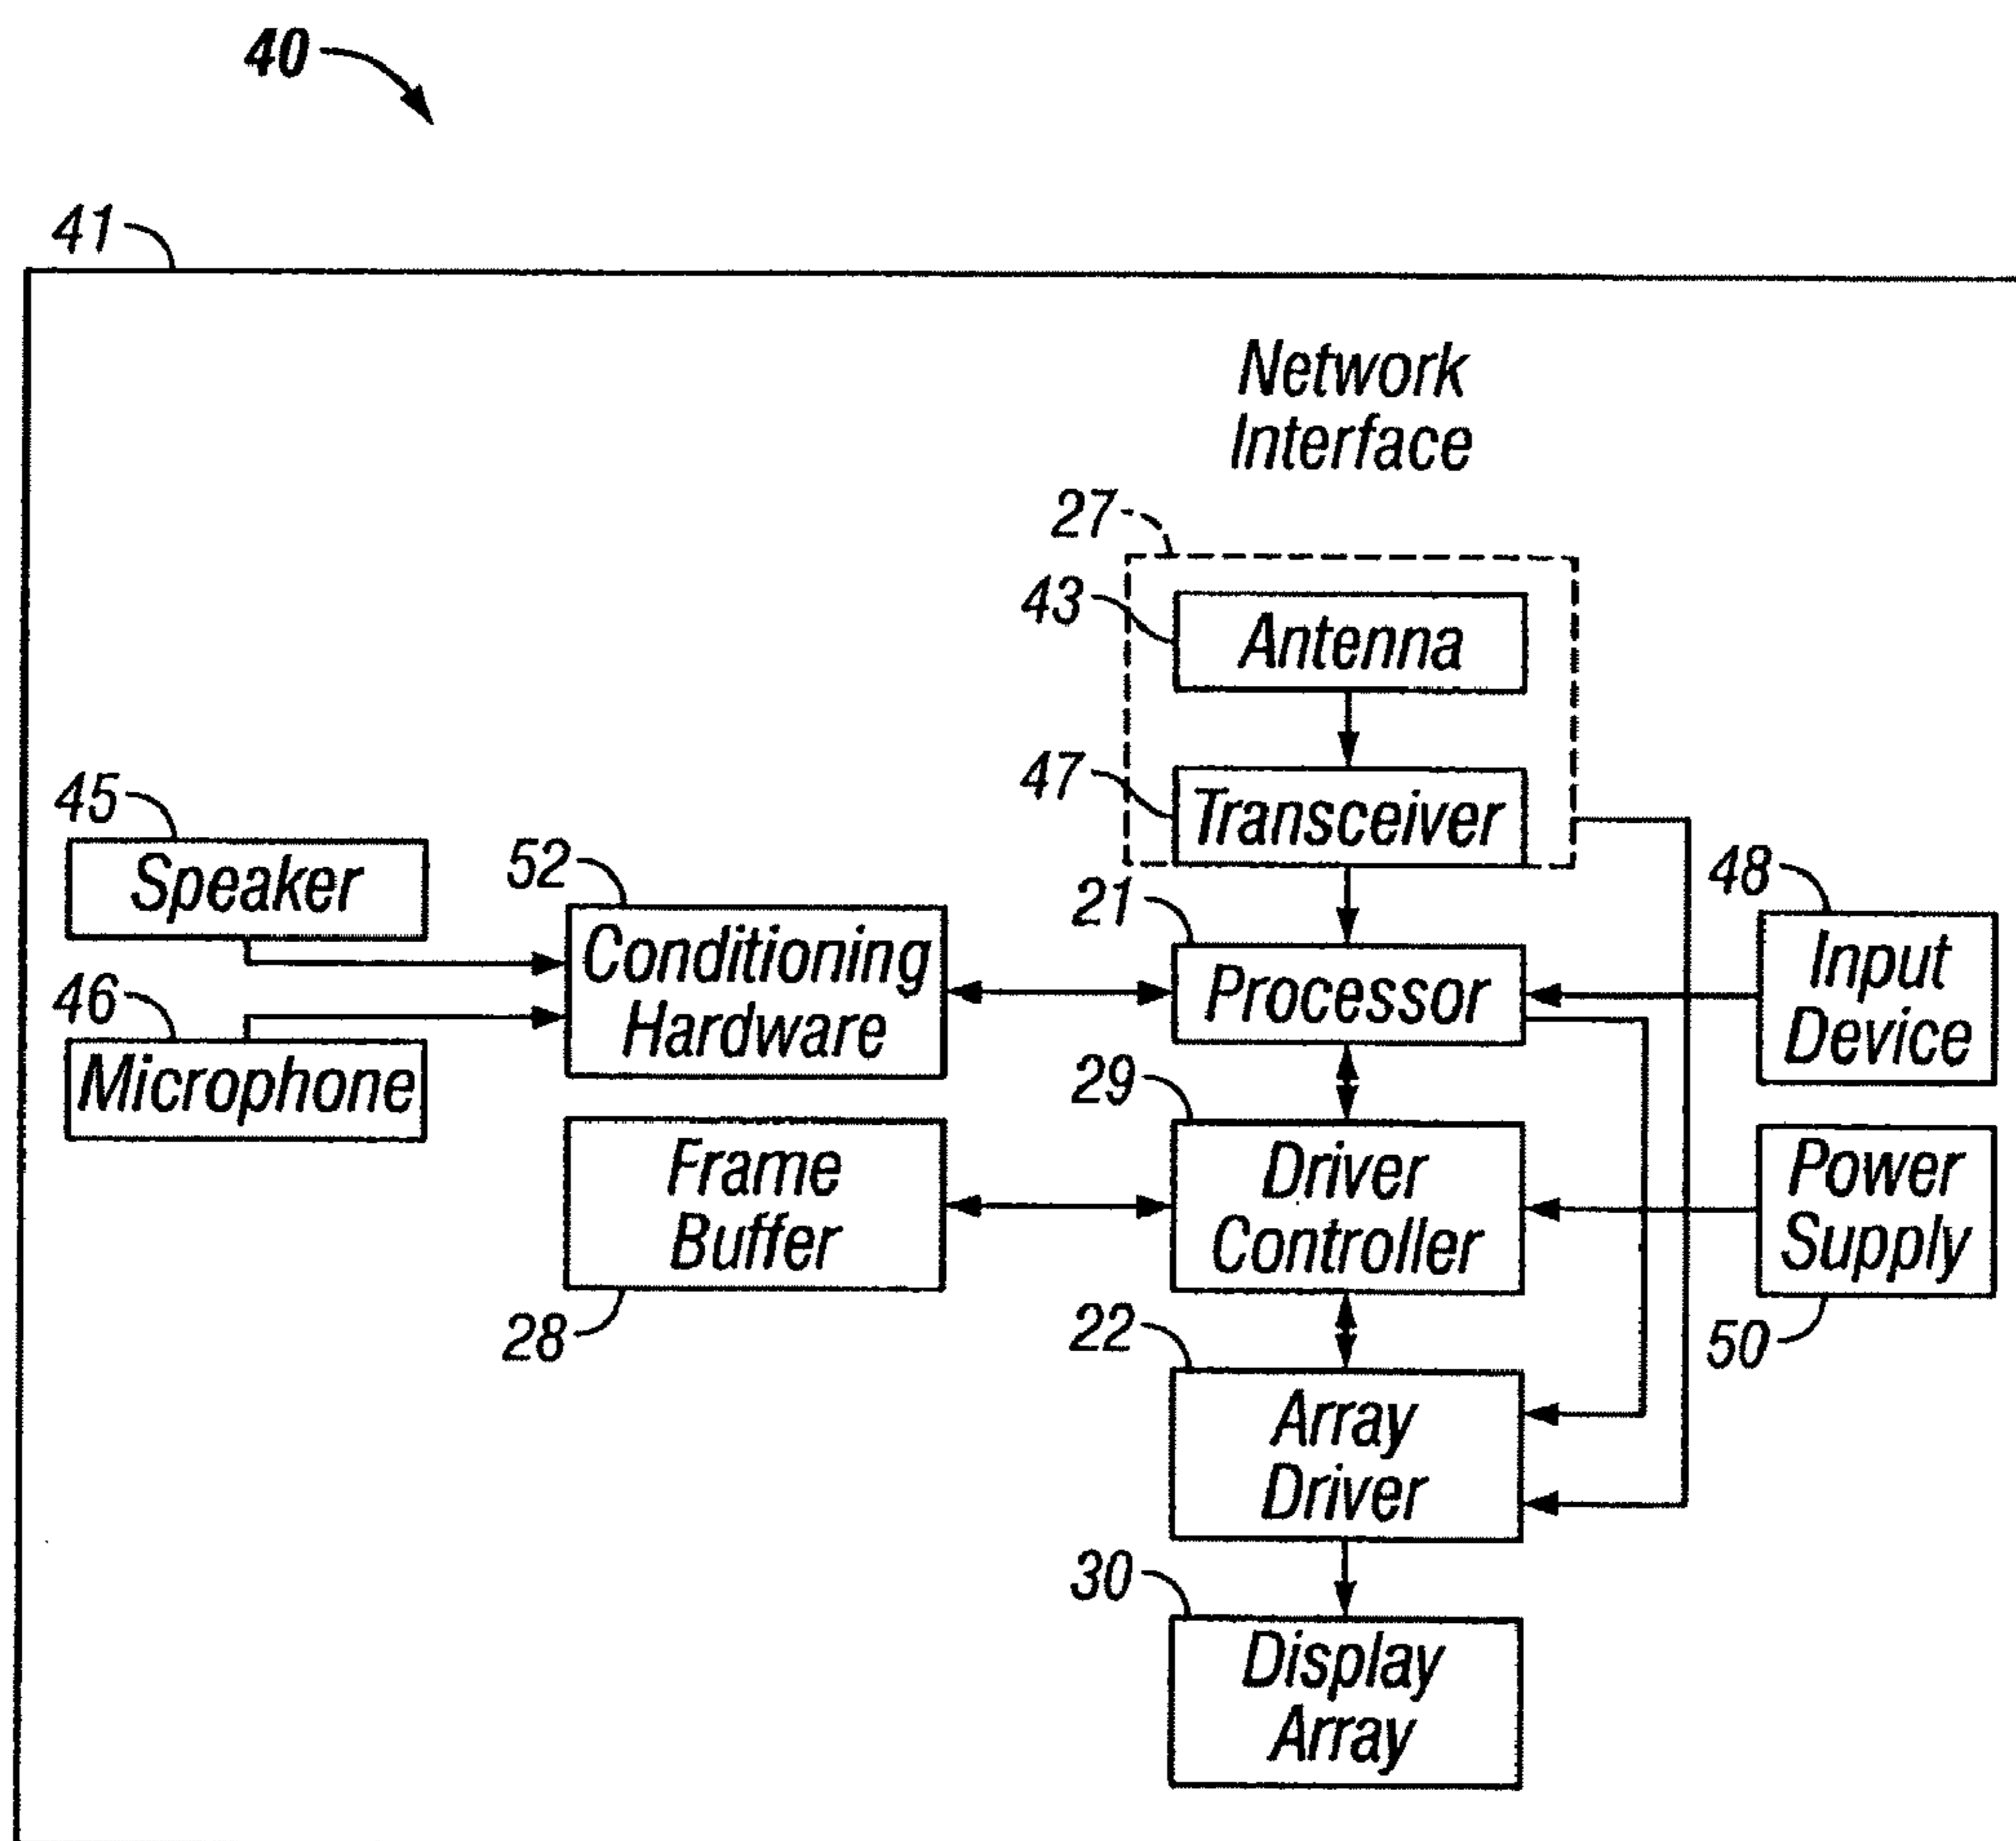 40
41
Network
Interface
27
43
Antenna
47
Transceiver
45
Speaker
52
Conditioning
Hardware
21
Processor
48
Input
Device
46
Microphone
29
Driver
Controller
Frame
Buffer
28
Power
Supply
50
22
Array
Driver
30
Display
Array